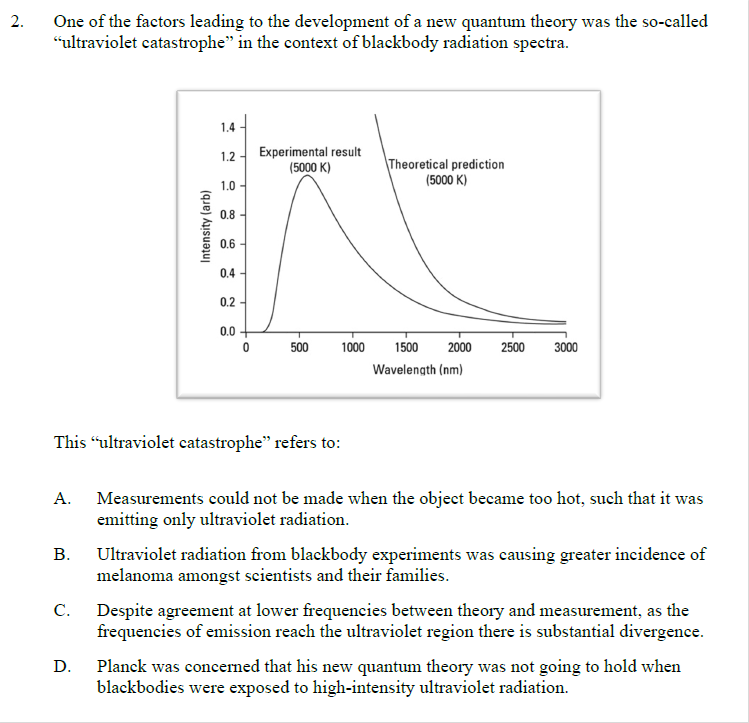 2. One of the factors leading to the development of a new quantum theory was the so-called
“ultraviolet catastrophe” in the context of blackbody radiation spectra.
1.4
1.2
1.0
0.8
0.6
0.4
0.2
0.0
Intensity (arb)
Experimental result
(5000 K)
Theoretical prediction
(5000 K)
0 500 1000 1500 2000 2500 3000
Wavelength (nm)
This “ultraviolet catastrophe” refers to:
A. Measurements could not be made when the object became too hot, such that it was
emitting only ultraviolet radiation.
B. Ultraviolet radiation from blackbody experiments was causing greater incidence of
melanoma amongst scientists and their families.
C. Despite agreement at lower frequencies between theory and measurement, as the
frequencies of emission reach the ultraviolet region there is substantial divergence.
D. Planck was concerned that his new quantum theory was not going to hold when
blackbodies were exposed to high-intensity ultraviolet radiation.